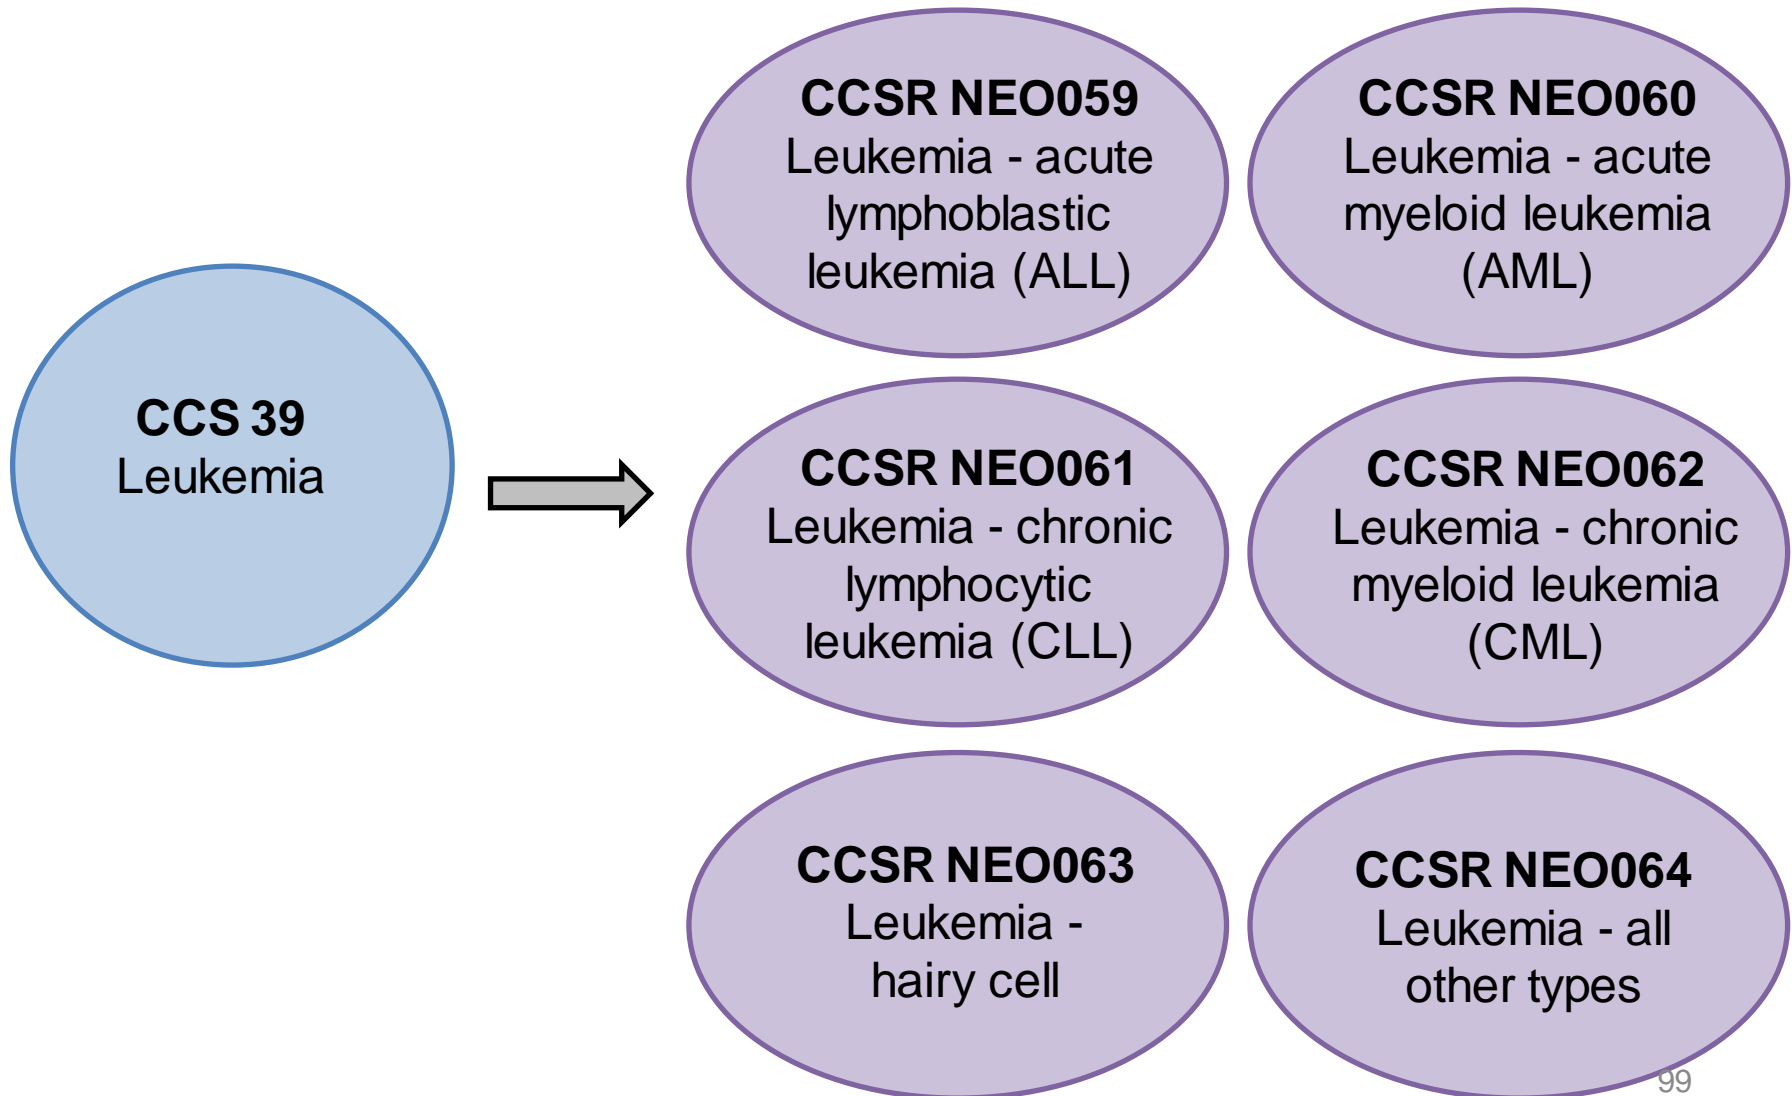 CCS 39
Leukemia
CCSR NEO059
Leukemia - acute
lymphoblastic
leukemia (ALL)
CCSR NEO060
Leukemia - acute
myeloid leukemia
(AML)
CCSR NEO061
Leukemia - chronic
lymphocytic
leukemia (CLL)
CCSR NEO062
Leukemia - chronic
myeloid leukemia
(CML)
CCSR NEO063
Leukemia -
hairy cell
CCSR NEO064
Leukemia - all
other types
99